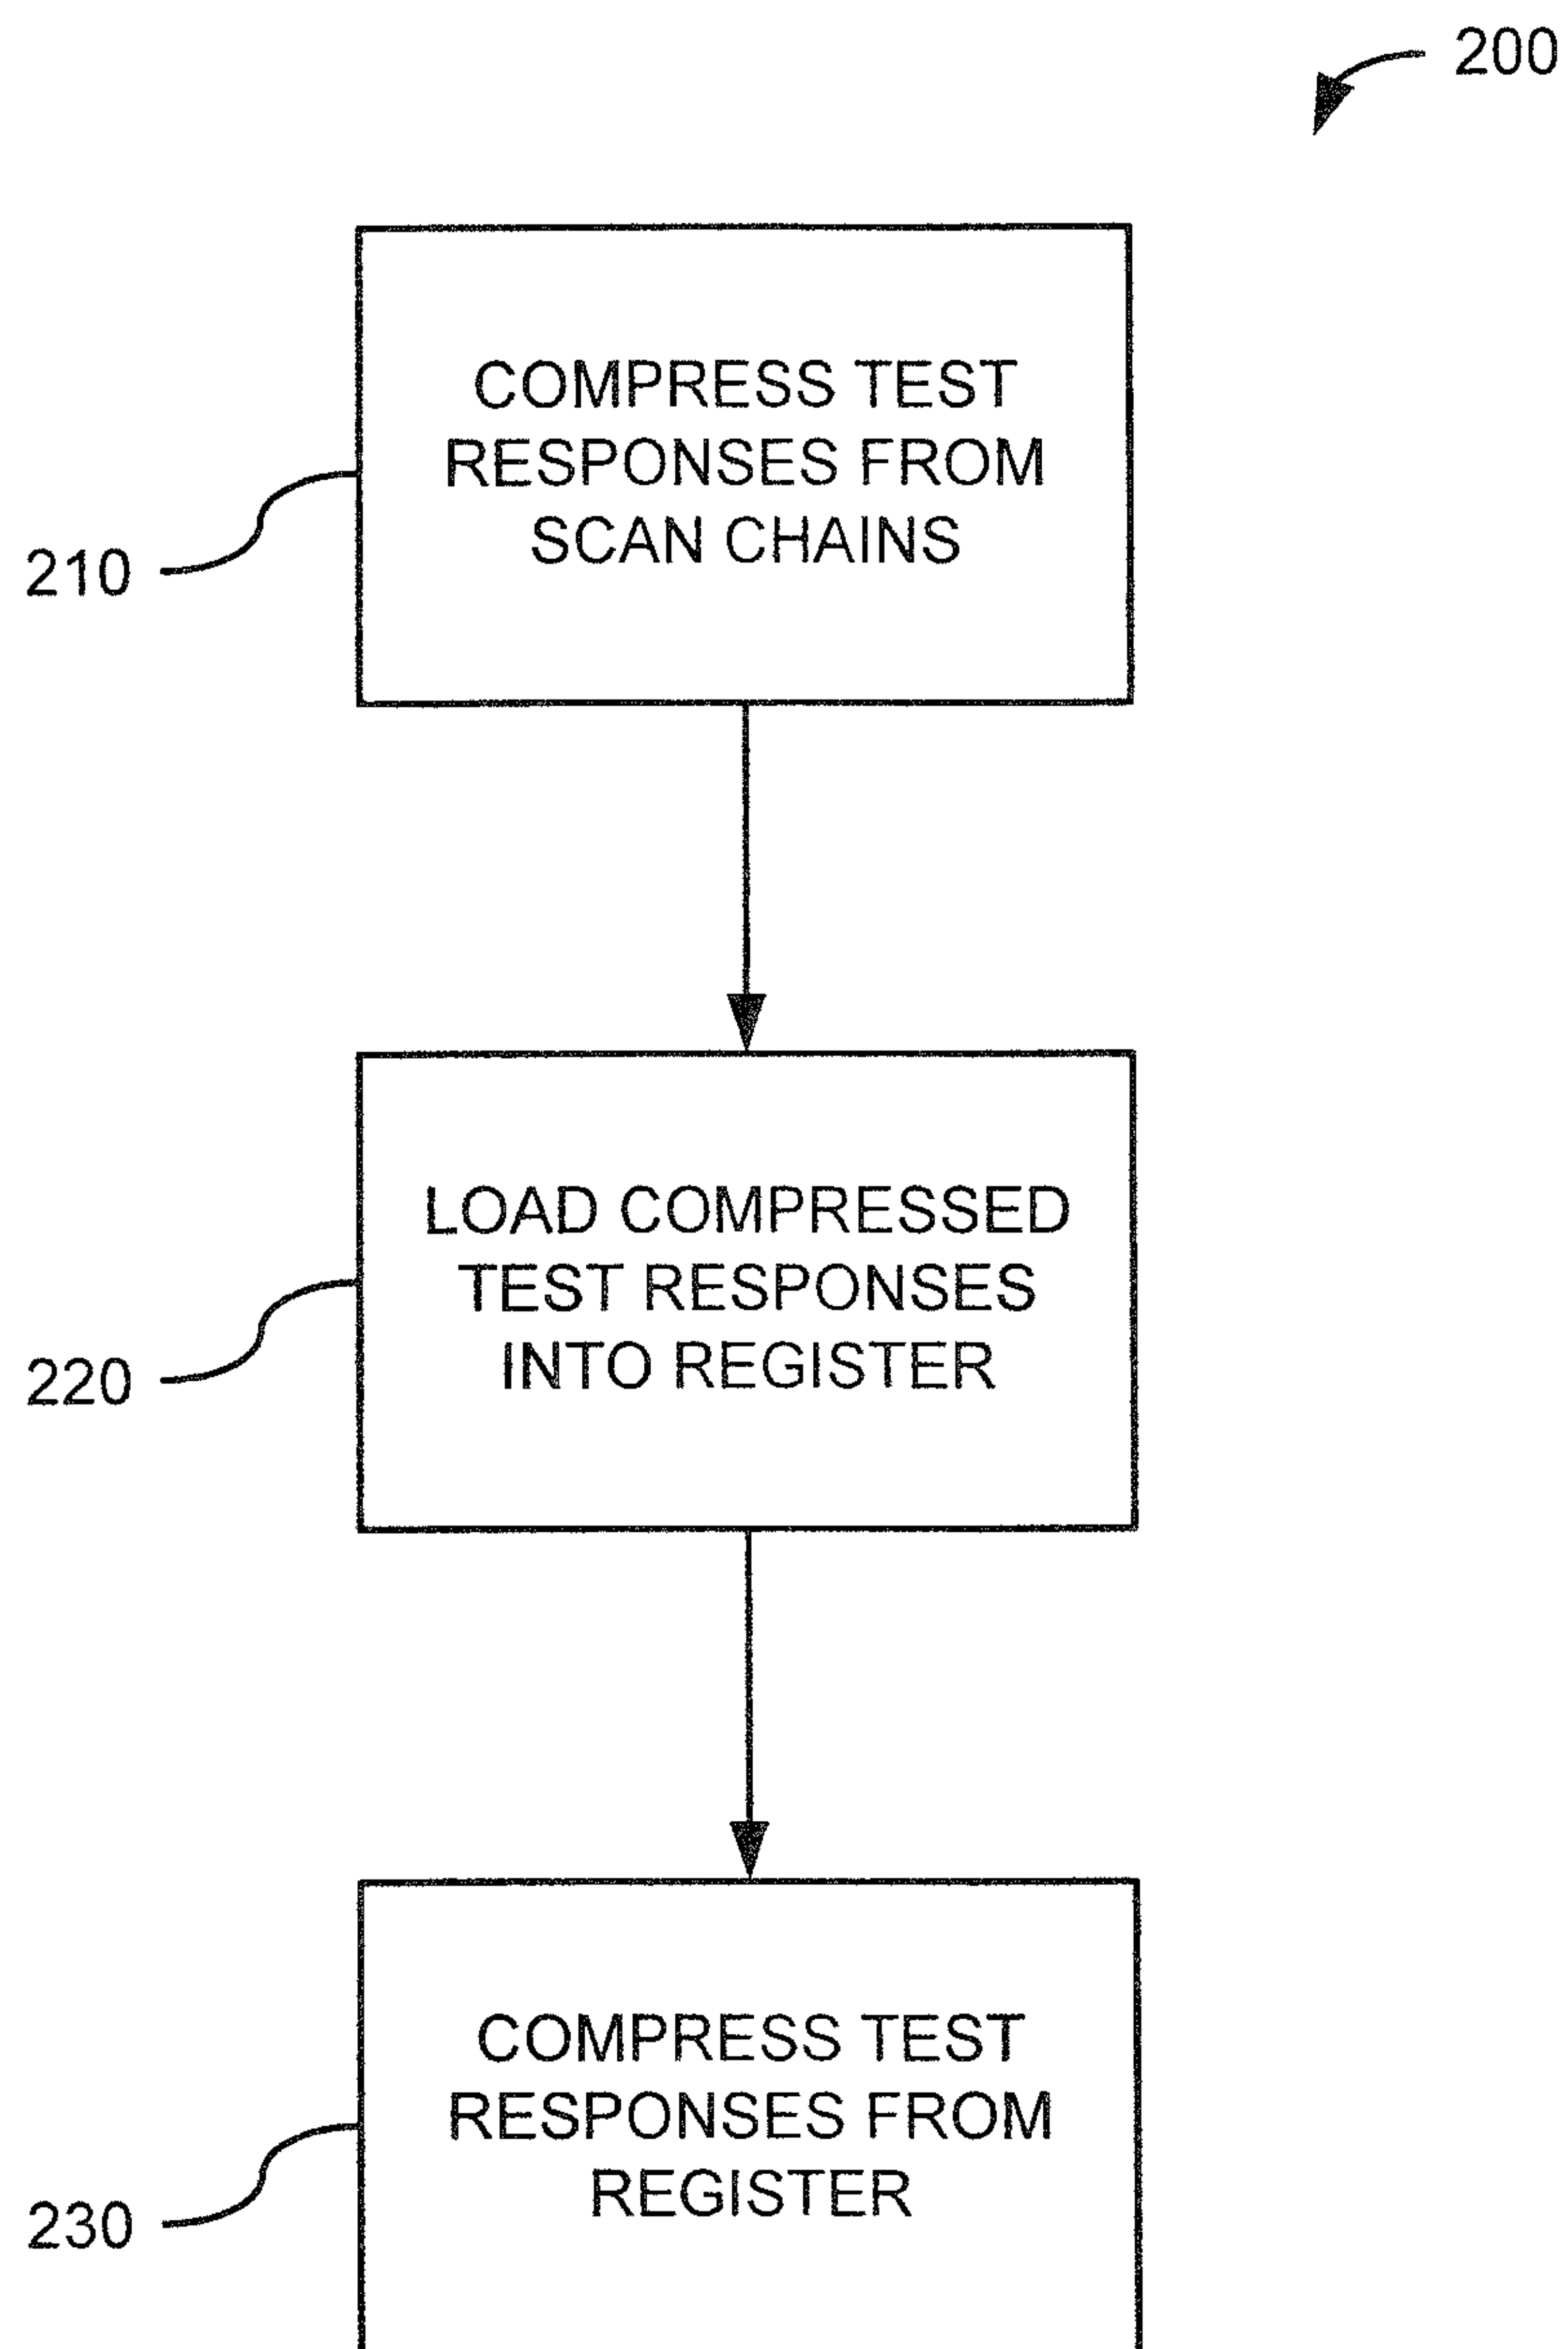 200
COMPRESS TEST
RESPONSES FROM
SCAN CHAINS
210
LOAD COMPRESSED
TEST RESPONSES
INTO REGISTER
220
COMPRESS TEST
RESPONSES FROM
REGISTER
230